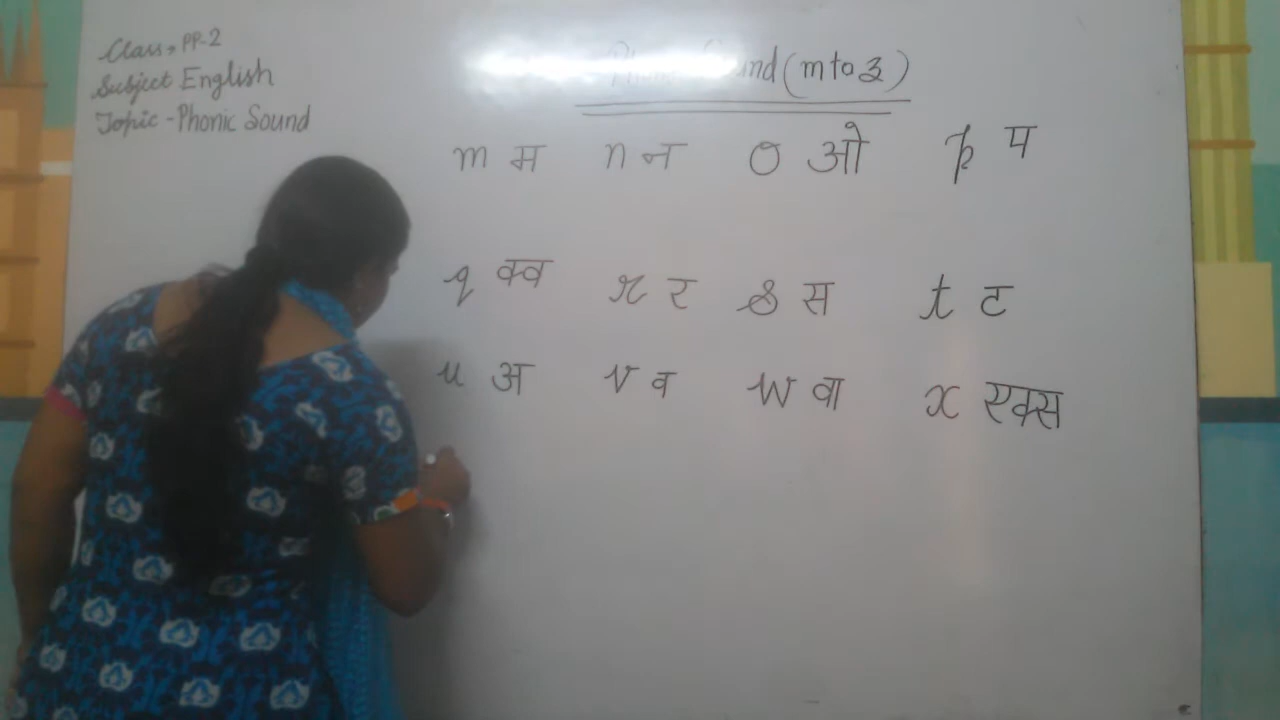 Class, PP-2
Subject English
Topic - Phonic Sound
(m to z)
m म n न o ओ p प
q क्व r र s स t ट
u अ v व w वा x एक्स